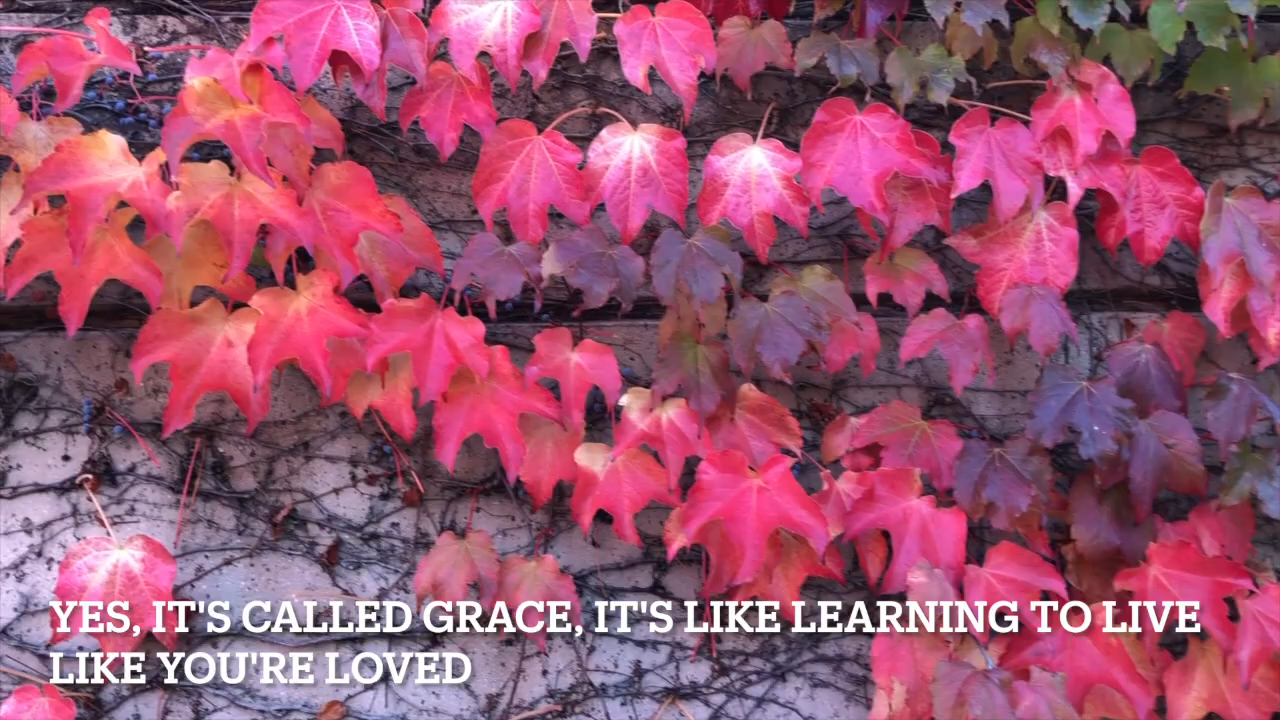 YES, IT'S CALLED GRACE, IT'S LIKE LEARNING TO LIVE
LIKE YOU'RE LOVED